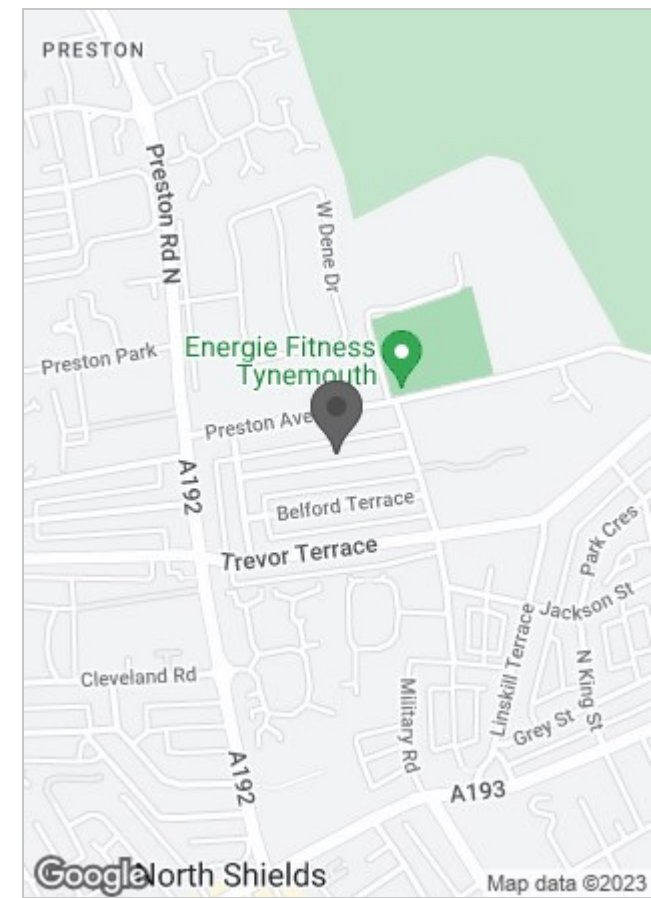 PRESTON
Preston Rd N
W Dene Dr
Preston Park
Energie Fitness
Tynemouth
Preston Ave
A192
Belford Terrace
Trevor Terrace
Park Cres
Jackson St
Linskill Terrace
Cleveland Rd
Military Rd
N King St
Grey St
A192
A193
Google
North Shields
Map data ©2023